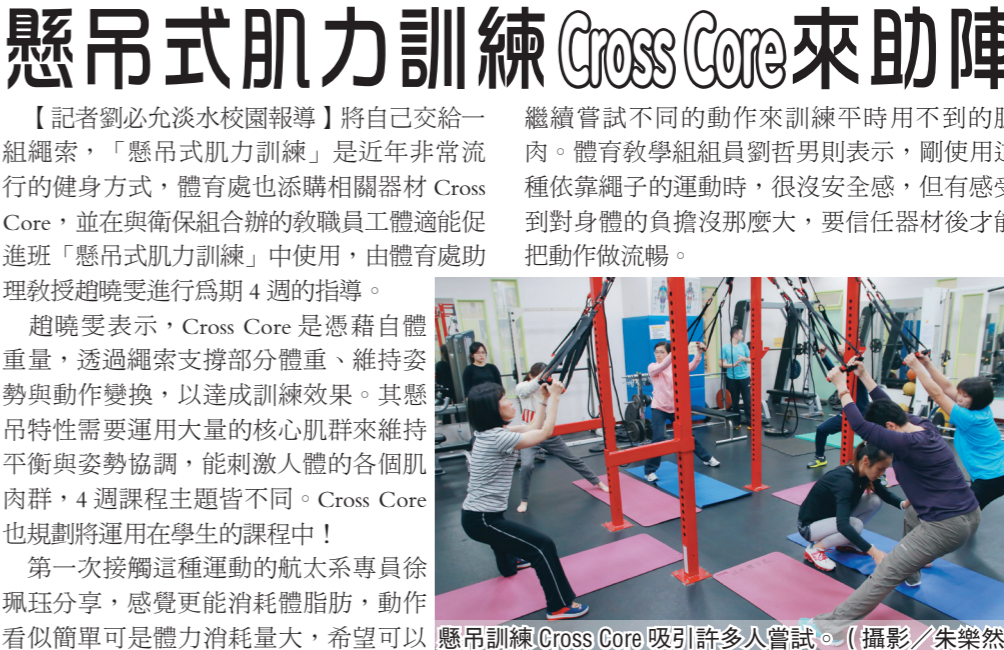 懸吊式肌力訓練Cross Core來助陣
【記者劉必允淡水校園報導】將自己交給一
組繩索，「懸吊式肌力訓練」是近年非常流
行的健身方式，體育處也添購相關器材 Cross
Core，並在與衛保組合辦的教職員工體適能促
進班「懸吊式肌力訓練」中使用，由體育處助
理教授趙曉雯進行為期 4 週的指導。
趙曉雯表示，Cross Core 是憑藉自體
重量，透過繩索支撐部分體重、維持姿
勢與動作變換，以達成訓練效果。其懸
吊特性需要運用大量的核心肌群來維持
平衡與姿勢協調，能刺激人體的各個肌
肉群，4 週課程主題皆不同。Cross Core
也規劃將運用在學生的課程中！
第一次接觸這種運動的航太系專員徐
珮玨分享，感覺更能消耗體脂肪，動作
看似簡單可是體力消耗量大，希望可以
繼續嘗試不同的動作來訓練平時用不到的肌
肉。體育教學組組員劉哲男則表示，剛使用這
種依靠繩子的運動時，很沒安全感，但有感受
到對身體的負擔沒那麼大，要信任器材後才能
把動作做流暢。
懸吊訓練 Cross Core 吸引許多人嘗試。（攝影／朱樂然